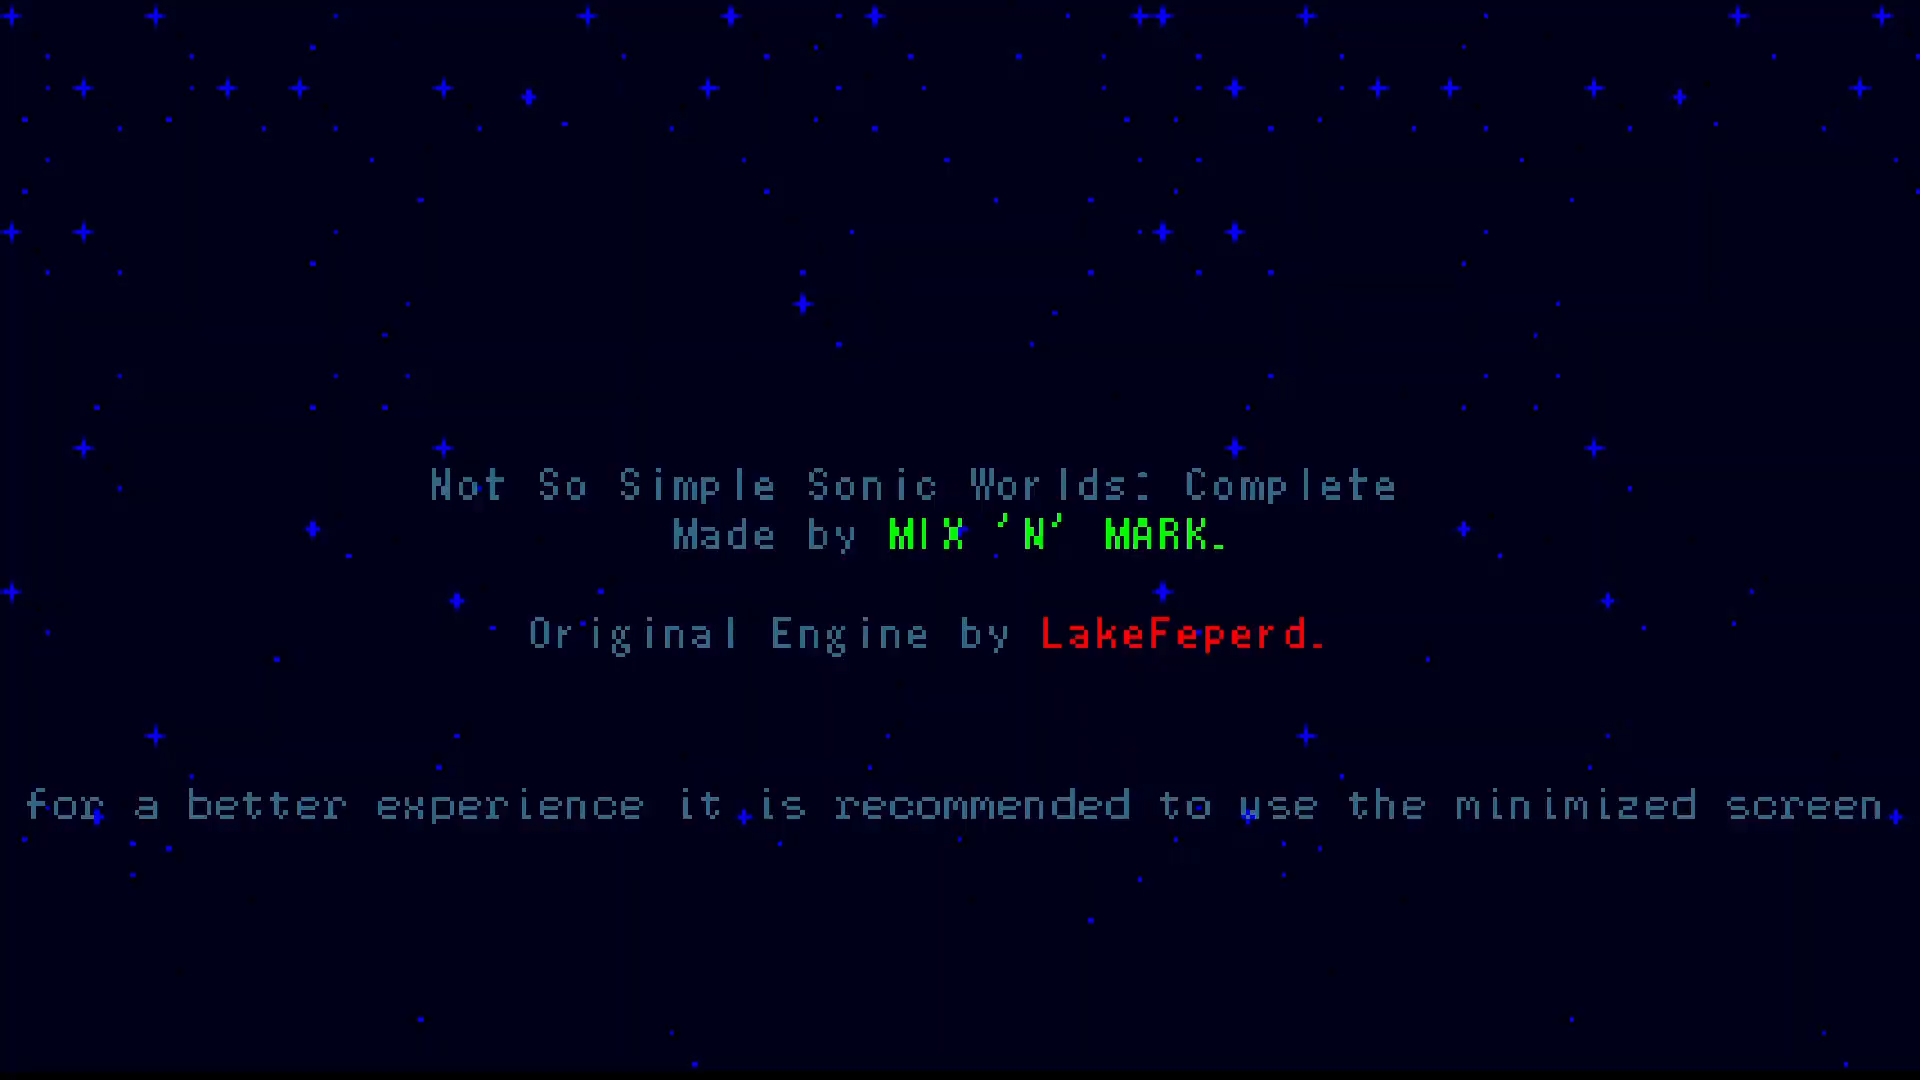 Not So Simple Sonic Worlds: Complete
Made by MIX 'N' MARK.
Original Engine by LakeFeperd.
for a better experience it is recommended to use the minimized screen